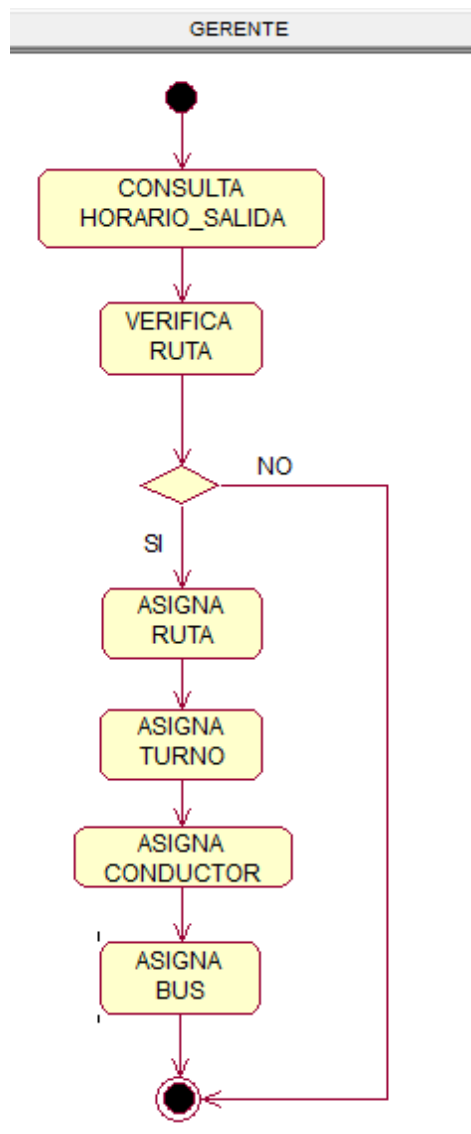 GERENTE
CONSULTA
HORARIO_SALIDA
VERIFICA
RUTA
NO
SI
ASIGNA
RUTA
ASIGNA
TURNO
ASIGNA
CONDUCTOR
ASIGNA
BUS